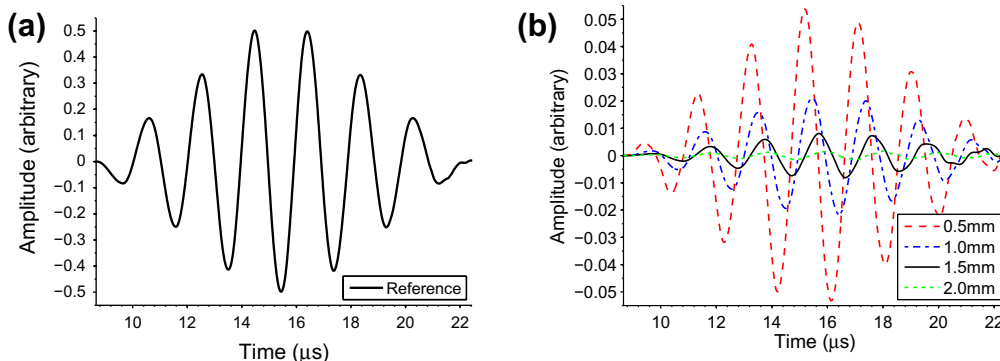 (a)
Amplitude (arbitrary)
0.5
0.4
0.3
0.2
0.1
0
-0.1
-0.2
-0.3
-0.4
-0.5
10 12 14 16 18 20 22
Time (μs)
Reference
(b)
Amplitude (arbitrary)
0.05
0.04
0.03
0.02
0.01
0
-0.01
-0.02
-0.03
-0.04
-0.05
10 12 14 16 18 20 22
Time (μs)
0.5mm
1.0mm
1.5mm
2.0mm